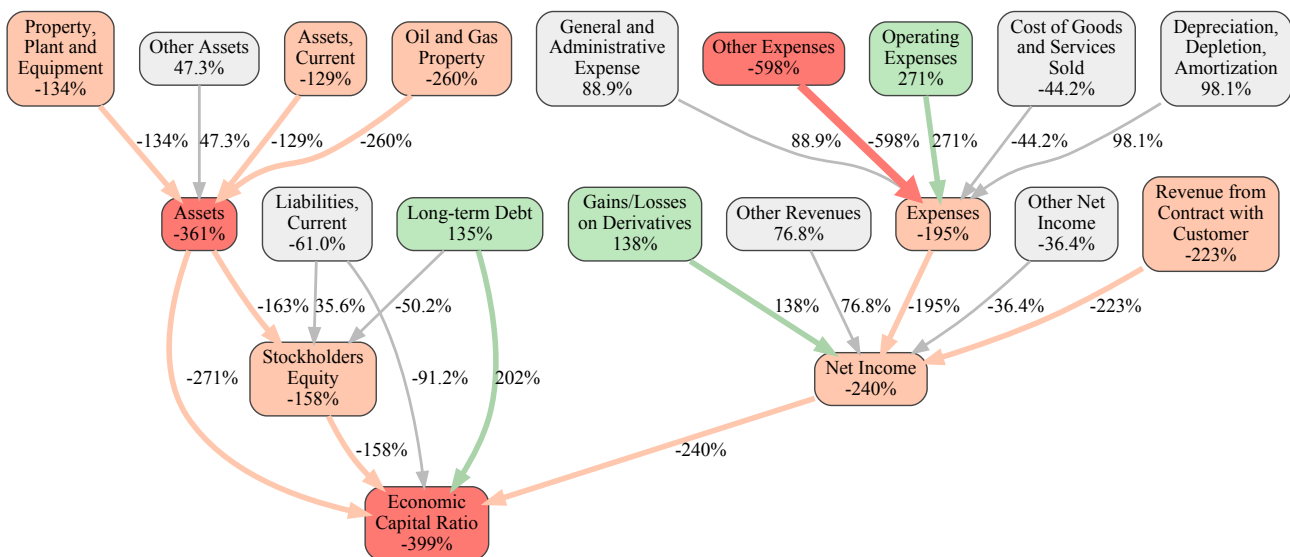 Property,
Plant and
Equipment
-134%
Other Assets
47.3%
Assets,
Current
-129%
Oil and Gas
Property
-260%
General and
Administrative
Expense
88.9%
Other Expenses
-598%
Operating
Expenses
271%
Cost of Goods
and Services
Sold
-44.2%
Depreciation,
Depletion,
Amortization
98.1%
-134%
47.3%
-129%
-260%
88.9%
-598%
271%
-44.2%
98.1%
Assets
-361%
Liabilities,
Current
-61.0%
Long-term Debt
135%
Gains/Losses
on Derivatives
138%
Other Revenues
76.8%
Expenses
-195%
Other Net
Income
-36.4%
Revenue from
Contract with
Customer
-223%
-163%
35.6%
-50.2%
138%
76.8%
-195%
-36.4%
-223%
Stockholders
Equity
-158%
Net Income
-240%
-271%
-91.2%
202%
-158%
-240%
Economic
Capital Ratio
-399%